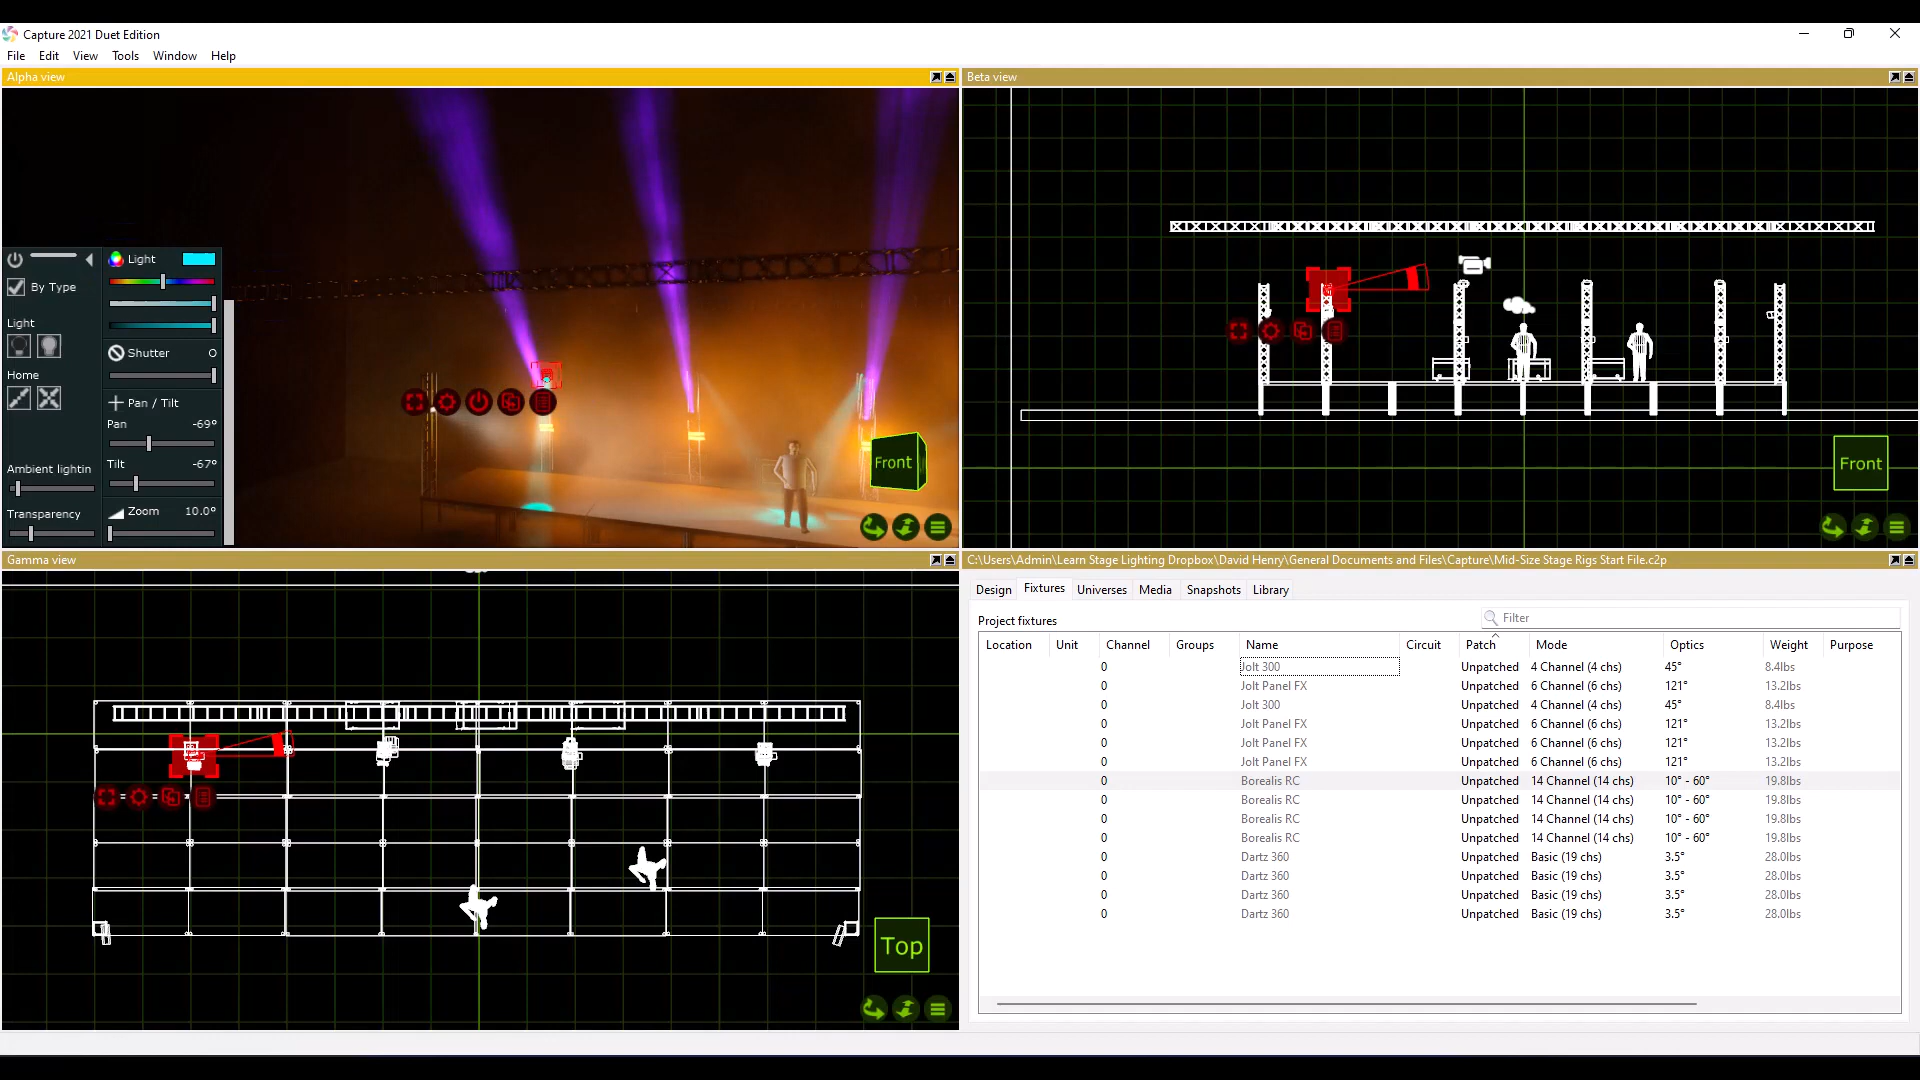 Capture 2021 Duet Edition
File Edit View Tools Window Help
Alpha view
By Type
Light
Home
Ambient lightin
Transparency
Light
Shutter O
Pan / Tilt
Pan -69°
Tilt -67°
Zoom 10.0°
Front
Beta view
Front
Gamma view
Top
C:\Users\Admin\Learn Stage Lighting Dropbox\David Henry\General Documents and Files\Capture\Mid-Size Stage Rigs Start File.c2p
Design Fixtures Universes Media Snapshots Library
Project fixtures Filter
Location Unit Channel Groups Name Circuit Patch Mode Optics Weight Purpose
0 Jolt 300 Unpatched 4 Channel (4 chs) 45° 8.4lbs
0 Jolt Panel FX Unpatched 6 Channel (6 chs) 121° 13.2lbs
0 Jolt 300 Unpatched 4 Channel (4 chs) 45° 8.4lbs
0 Jolt Panel FX Unpatched 6 Channel (6 chs) 121° 13.2lbs
0 Jolt Panel FX Unpatched 6 Channel (6 chs) 121° 13.2lbs
0 Jolt Panel FX Unpatched 6 Channel (6 chs) 121° 13.2lbs
0 Borealis RC Unpatched 14 Channel (14 chs) 10° - 60° 19.8lbs
0 Borealis RC Unpatched 14 Channel (14 chs) 10° - 60° 19.8lbs
0 Borealis RC Unpatched 14 Channel (14 chs) 10° - 60° 19.8lbs
0 Borealis RC Unpatched 14 Channel (14 chs) 10° - 60° 19.8lbs
0 Dartz 360 Unpatched Basic (19 chs) 3.5° 28.0lbs
0 Dartz 360 Unpatched Basic (19 chs) 3.5° 28.0lbs
0 Dartz 360 Unpatched Basic (19 chs) 3.5° 28.0lbs
0 Dartz 360 Unpatched Basic (19 chs) 3.5° 28.0lbs